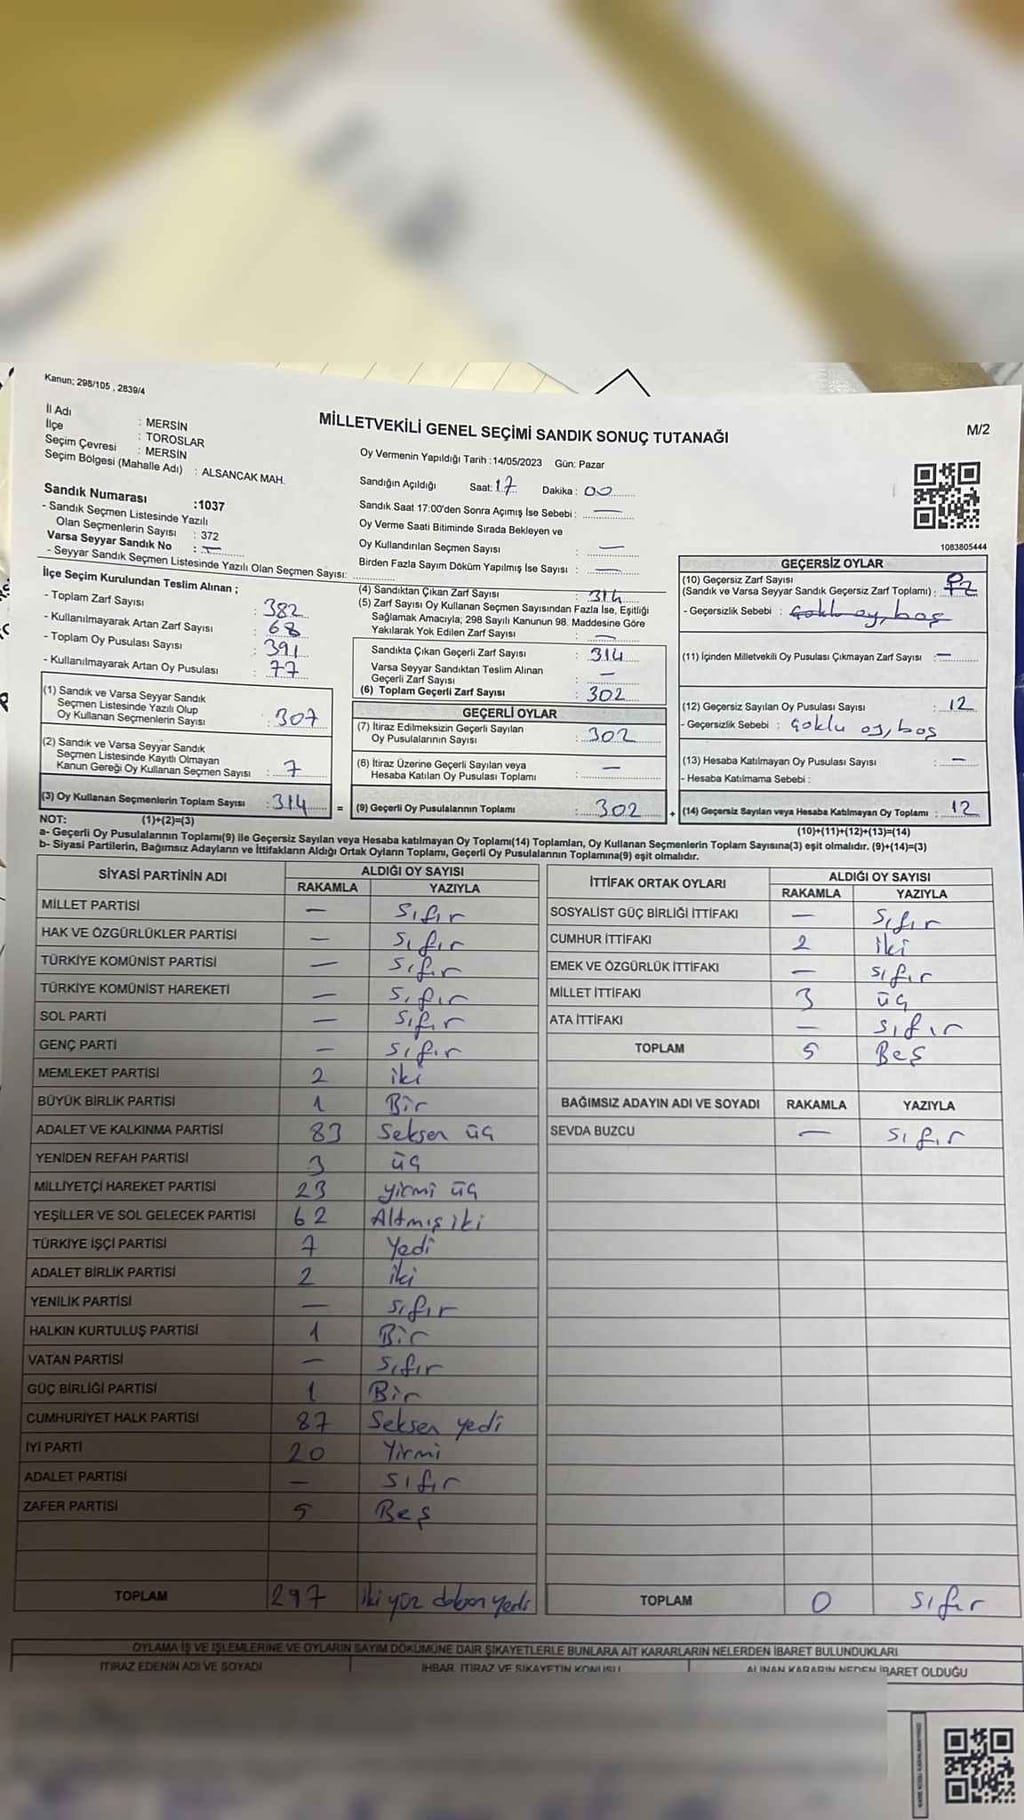 Kanun; 298/105 , 2839/4
İl Adı : MERSİN
İlçe : TOROSLAR
Seçim Çevresi : MERSİN
Seçim Bölgesi (Mahalle Adı) : ALSANCAK MAH.
MİLLETVEKİLİ GENEL SEÇİMİ SANDIK SONUÇ TUTANAĞI
M/2
Oy Vermenin Yapıldığı Tarih :14/05/2023 Gün: Pazar
Sandığın Açıldığı Saat: 17 Dakika : 00
Sandık Saat 17:00'den Sonra Açımış İse Sebebi : —
Oy Verme Saati Bitiminde Sırada Bekleyen ve
Oy Kullandırılan Seçmen Sayısı : —
Birden Fazla Sayım Döküm Yapılmış İse Sayısı : —
1083805444
Sandık Numarası :1037
- Sandık Seçmen Listesinde Yazılı
Olan Seçmenlerin Sayısı : 372
Varsa Seyyar Sandık No : —
- Seyyar Sandık Seçmen Listesinde Yazılı Olan Seçmen Sayısı:
İlçe Seçim Kurulundan Teslim Alınan ;
- Toplam Zarf Sayısı : 382
- Kullanılmayarak Artan Zarf Sayısı : 68
- Toplam Oy Pusulası Sayısı : 391
- Kullanılmayarak Artan Oy Pusulası : 77
(1) Sandık ve Varsa Seyyar Sandık
Seçmen Listesinde Yazılı Olup
Oy Kullanan Seçmenlerin Sayısı : 307
(2) Sandık ve Varsa Seyyar Sandık
Seçmen Listesinde Kayıtlı Olmayan
Kanun Gereği Oy Kullanan Seçmen Sayısı : 7
(3) Oy Kullanan Seçmenlerin Toplam Sayısı : 314 =
(4) Sandıktan Çıkan Zarf Sayısı : 314
(5) Zarf Sayısı Oy Kullanan Seçmen Sayısından Fazla İse, Eşitliği
Sağlamak Amacıyla; 298 Sayılı Kanunun 98. Maddesine Göre
Yakılarak Yok Edilen Zarf Sayısı : —
Sandıkta Çıkan Geçerli Zarf Sayısı : 314
Varsa Seyyar Sandıktan Teslim Alınan
Geçerli Zarf Sayısı : —
(6) Toplam Geçerli Zarf Sayısı : 302
GEÇERLİ OYLAR
(7) İtiraz Edilmeksizin Geçerli Sayılan
Oy Pusulalarının Sayısı : 302
(8) İtiraz Üzerine Geçerli Sayılan veya
Hesaba Katılan Oy Pusulası Toplamı : —
(9) Geçerli Oy Pusulalarının Toplamı : 302 +
GEÇERSİZ OYLAR
(10) Geçersiz Zarf Sayısı
(Sandık ve Varsa Seyyar Sandık Geçersiz Zarf Toplamı) : 0 12
- Geçersizlik Sebebi : çoklu oy, boş
(11) İçinden Milletvekili Oy Pusulası Çıkmayan Zarf Sayısı : —
(12) Geçersiz Sayılan Oy Pusulası Sayısı : 12
- Geçersizlik Sebebi : çoklu oy, boş
(13) Hesaba Katılmayan Oy Pusulası Sayısı : —
- Hesaba Katılmama Sebebi :
(14) Geçersiz Sayılan veya Hesaba Katılmayan Oy Toplamı : 12
NOT: (1)+(2)=(3)
(10)+(11)+(12)+(13)=(14)
a- Geçerli Oy Pusulalarının Toplamı(9) ile Geçersiz Sayılan veya Hesaba katılmayan Oy Toplamı(14) Toplamları, Oy Kullanan Seçmenlerin Toplam Sayısına(3) eşit olmalıdır. (9)+(14)=(3)
b- Siyasi Partilerin, Bağımsız Adayların ve İttifakların Aldığı Ortak Oyların Toplamı, Geçerli Oy Pusulalarının Toplamına(9) eşit olmalıdır.
SİYASİ PARTİNİN ADI ALDIĞI OY SAYISI
RAKAMLA YAZIYLA
MİLLET PARTİSİ — Sıfır
HAK VE ÖZGÜRLÜKLER PARTİSİ — Sıfır
TÜRKİYE KOMÜNİST PARTİSİ — Sıfır
TÜRKİYE KOMÜNİST HAREKETİ — Sıfır
SOL PARTİ — Sıfır
GENÇ PARTİ — Sıfır
MEMLEKET PARTİSİ 2 iki
BÜYÜK BİRLİK PARTİSİ 1 Bir
ADALET VE KALKINMA PARTİSİ 83 Seksen üç
YENİDEN REFAH PARTİSİ 3 üç
MİLLİYETÇİ HAREKET PARTİSİ 23 yirmi üç
YEŞİLLER VE SOL GELECEK PARTİSİ 62 Altmış iki
TÜRKİYE İŞÇİ PARTİSİ 7 Yedi
ADALET BİRLİK PARTİSİ 2 iki
YENİLİK PARTİSİ — Sıfır
HALKIN KURTULUŞ PARTİSİ 1 Bir
VATAN PARTİSİ — Sıfır
GÜÇ BİRLİĞİ PARTİSİ 1 Bir
CUMHURİYET HALK PARTİSİ 87 Seksen yedi
İYİ PARTİ 20 Yirmi
ADALET PARTİSİ — Sıfır
ZAFER PARTİSİ 5 Beş
TOPLAM 297 iki yüz doksan yedi
İTTİFAK ORTAK OYLARI ALDIĞI OY SAYISI
RAKAMLA YAZIYLA
SOSYALİST GÜÇ BİRLİĞİ İTTİFAKI — Sıfır
CUMHUR İTTİFAKI 2 iki
EMEK VE ÖZGÜRLÜK İTTİFAKI — sıfır
MİLLET İTTİFAKI 3 üç
ATA İTTİFAKI — sıfır
TOPLAM 5 Beş
BAĞIMSIZ ADAYIN ADI VE SOYADI RAKAMLA YAZIYLA
SEVDA BUZCU — sıfır
TOPLAM 0 sıfır
OYLAMA İŞ VE İŞLEMLERİNE VE OYLARIN SAYIM DÖKÜMÜNE DAİR ŞİKAYETLERLE BUNLARA AİT KARARLARIN NELERDEN İBARET BULUNDUKLARI
İTİRAZ EDENİN ADI VE SOYADI İHBAR, İTİRAZ VE ŞİKAYETİN KONUSU ALINAN KARARIN NEDEN İBARET OLDUĞU